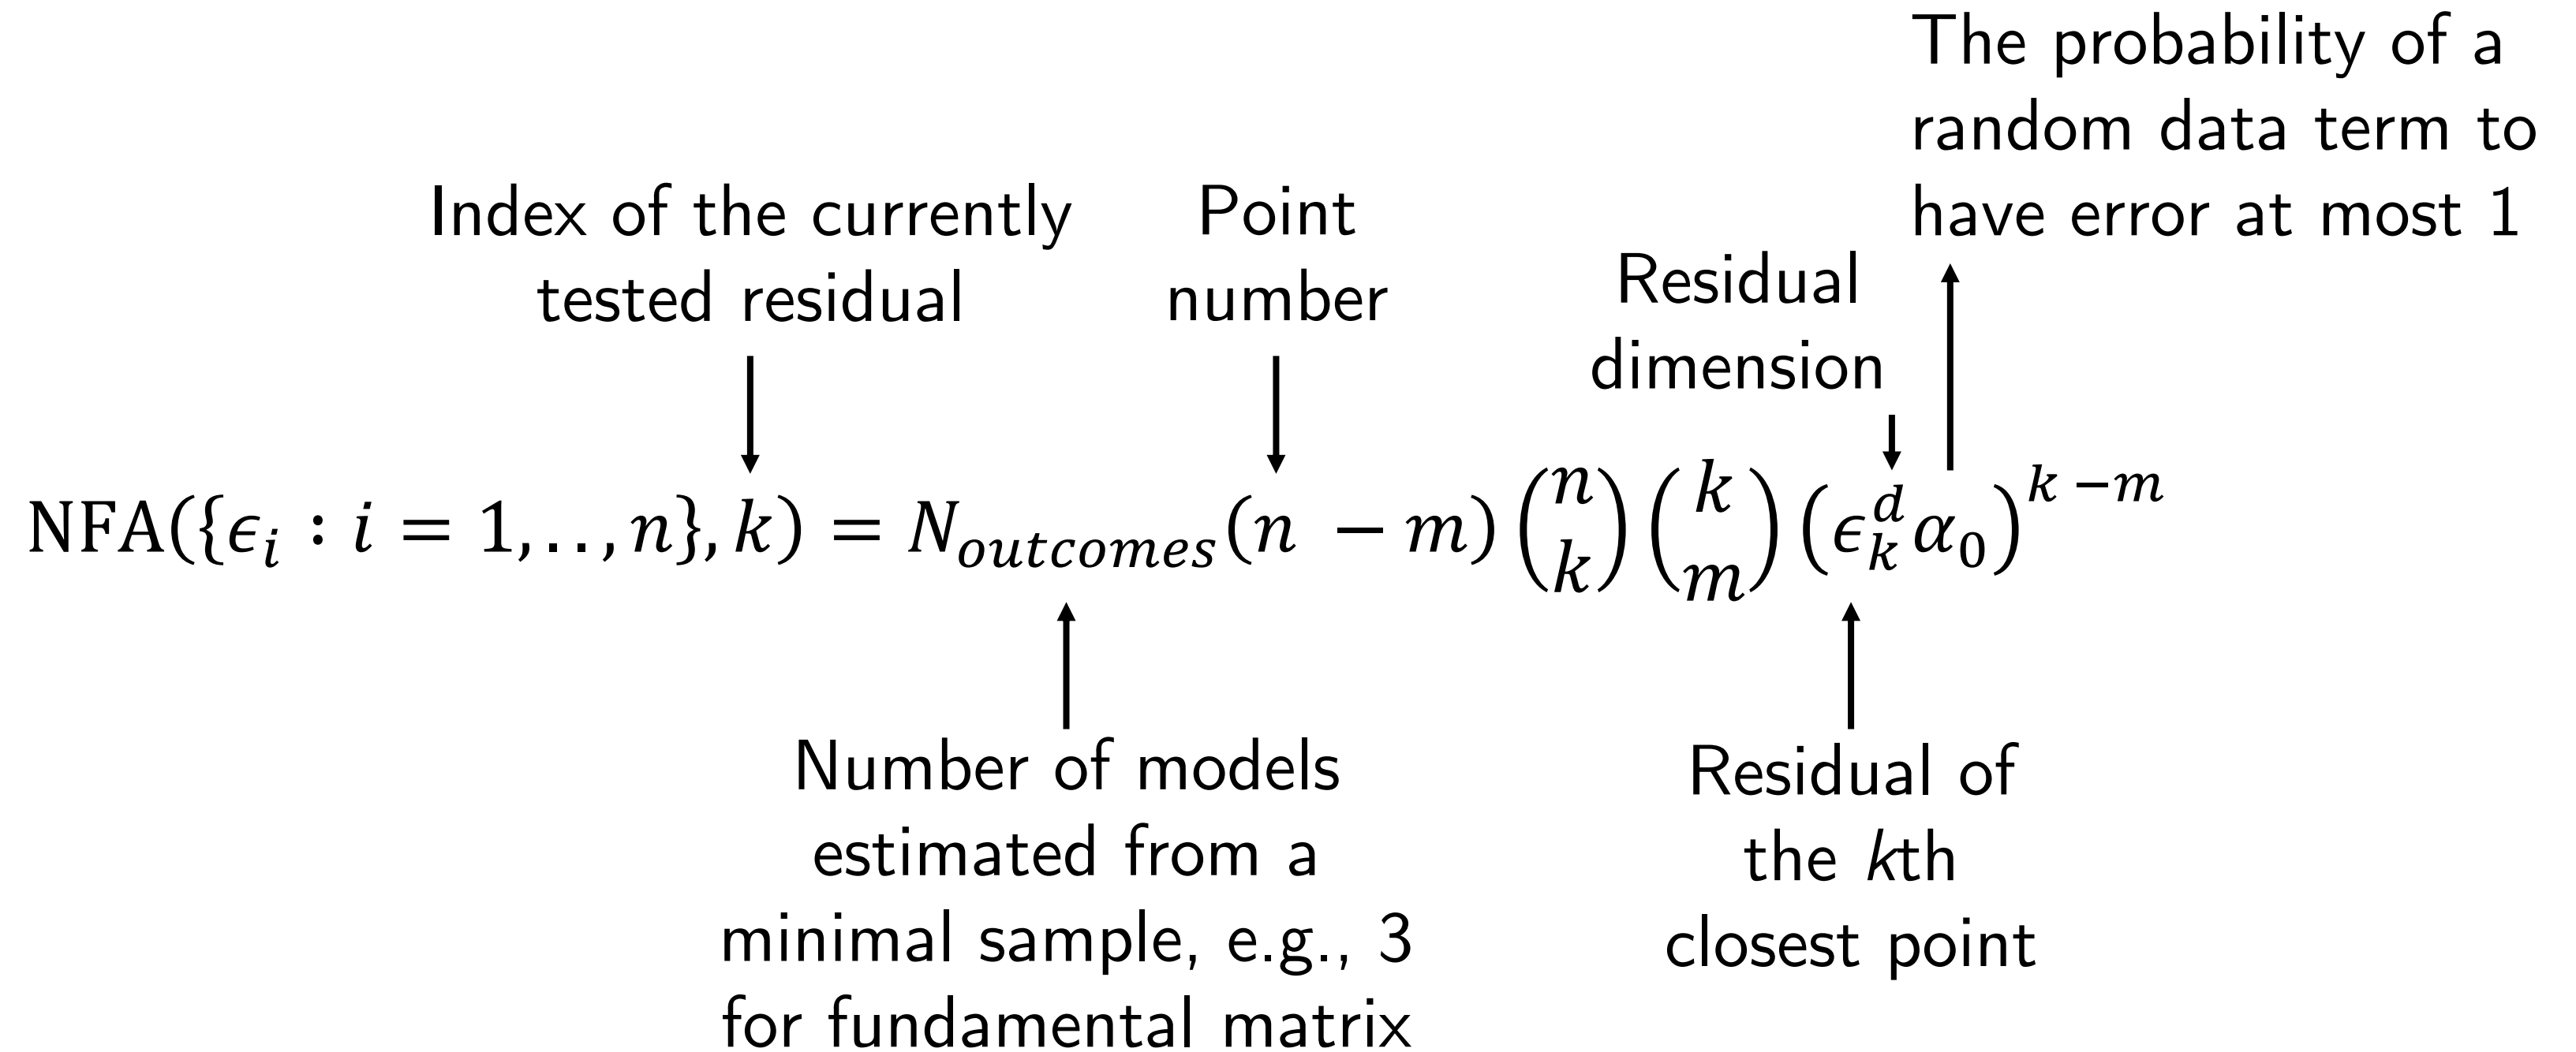 The probability of a
random data term to
have error at most 1
Index of the currently
tested residual
Point
number
Residual
dimension
NFA({ϵ_i : i = 1,..,n}, k) = N_outcomes(n − m) (n k) (k m) (ϵ_k^d α_0)^{k −m}
Number of models
estimated from a
minimal sample, e.g., 3
for fundamental matrix
Residual of
the kth
closest point